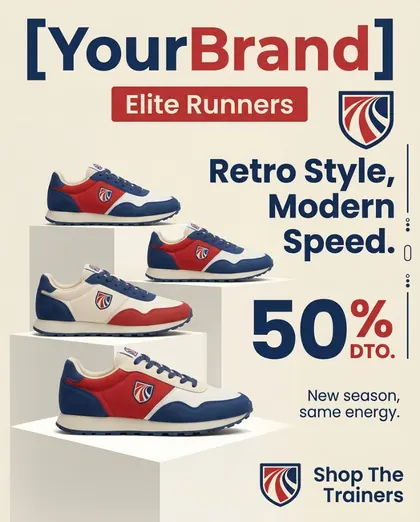 [YourBrand]
Elite Runners
Retro Style,
Modern
Speed.
50%
DTO.
New season,
same energy.
Shop The
Trainers